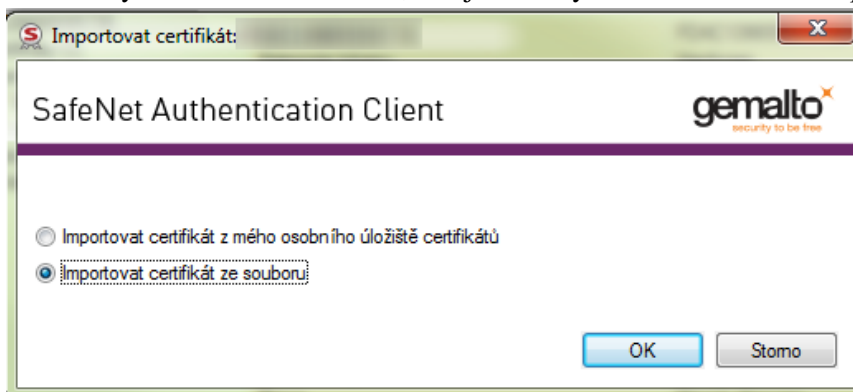 Importovat certifikát:
SafeNet Authentication Client
gemalto
security to be free
Importovat certifikát z mého osobního úložiště certifikátů
Importovat certifikát ze souboru
OK
Storno